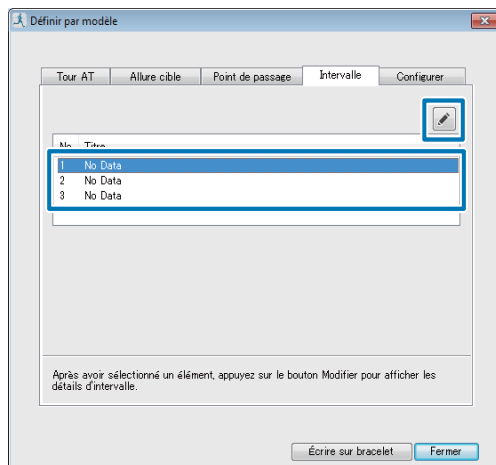 Définir par modèle
Tour AT Allure cible Point de passage Intervalle Configurer
No Titre
1 No Data
2 No Data
3 No Data
Après avoir sélectionné un élément, appuyez sur le bouton Modifier pour afficher les
détails d'intervalle.
Écrire sur bracelet Fermer